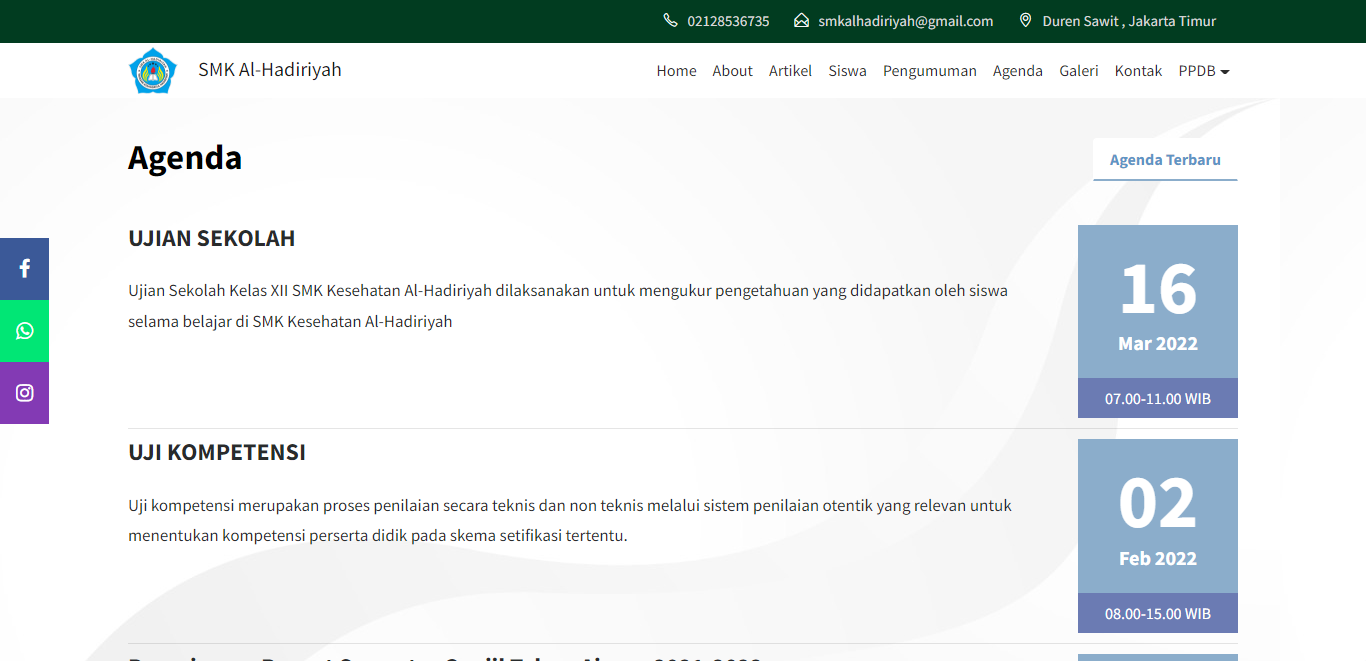 02128536735 smkalhadiriyah@gmail.com Duren Sawit , Jakarta Timur
SMK Al-Hadiriyah
Home About Artikel Siswa Pengumuman Agenda Galeri Kontak PPDB
Agenda
Agenda Terbaru
UJIAN SEKOLAH
Ujian Sekolah Kelas XII SMK Kesehatan Al-Hadiriyah dilaksanakan untuk mengukur pengetahuan yang didapatkan oleh siswa
selama belajar di SMK Kesehatan Al-Hadiriyah
16
Mar 2022
07.00-11.00 WIB
UJI KOMPETENSI
Uji kompetensi merupakan proses penilaian secara teknis dan non teknis melalui sistem penilaian otentik yang relevan untuk
menentukan kompetensi perserta didik pada skema setifikasi tertentu.
02
Feb 2022
08.00-15.00 WIB